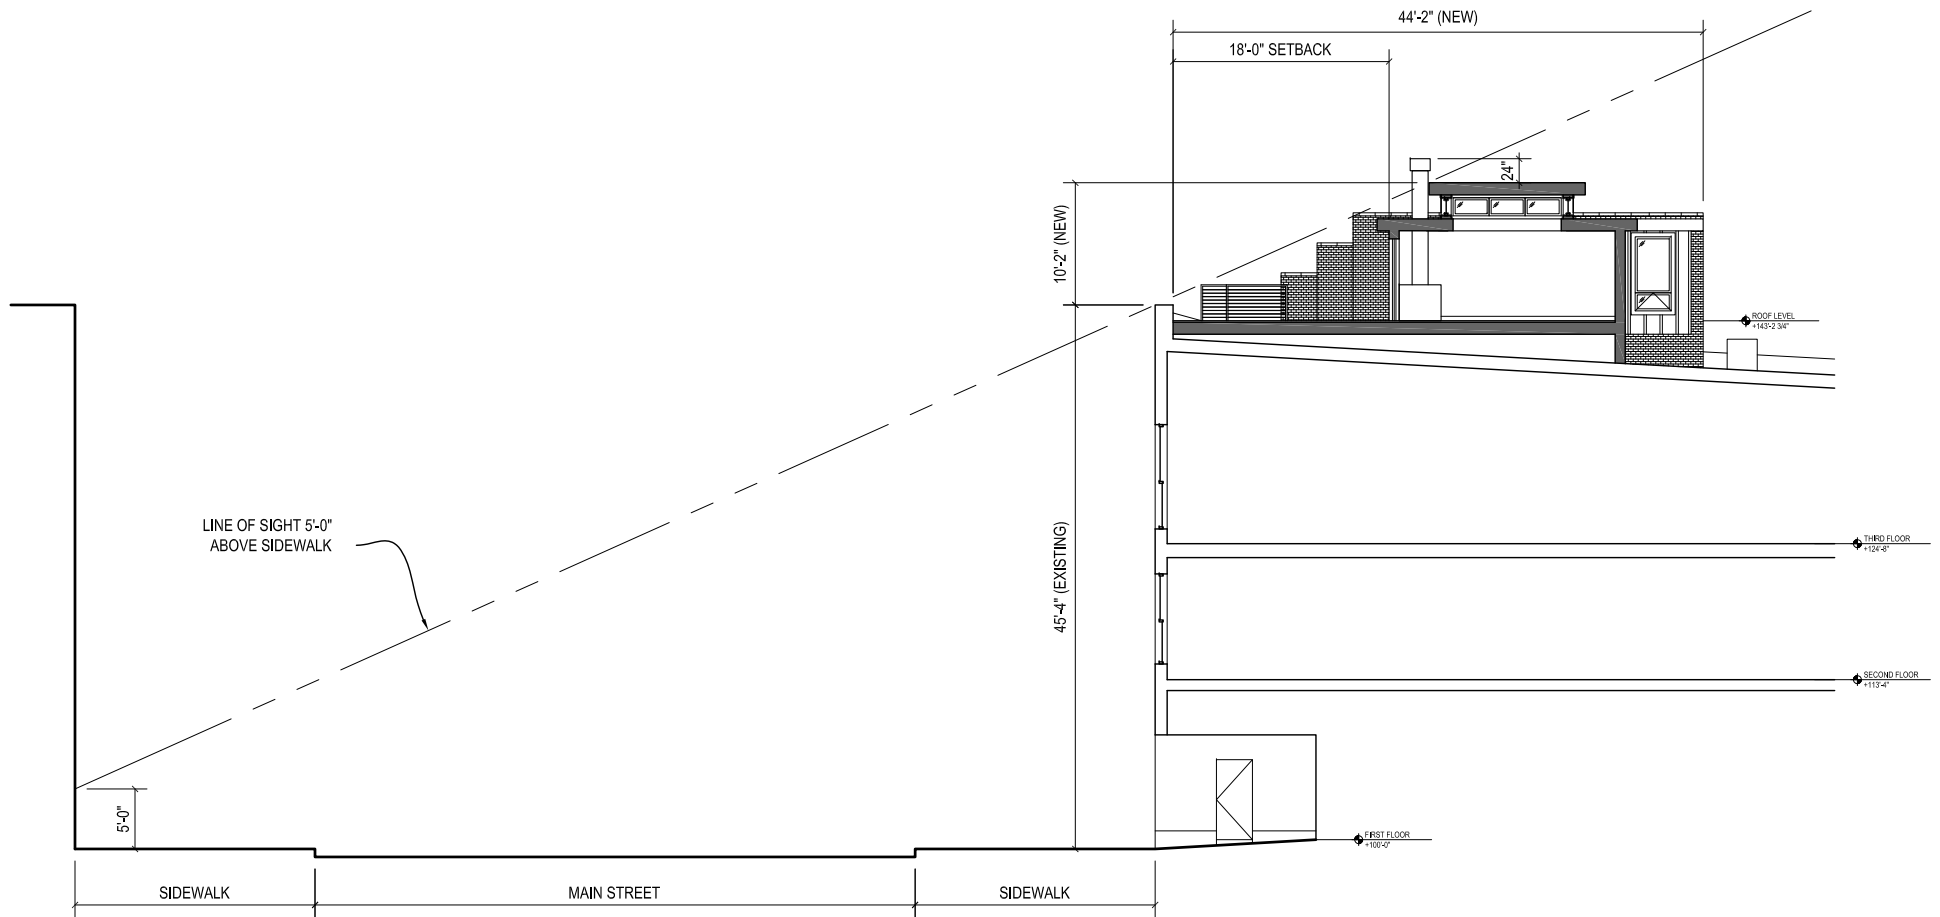 44'-2" (NEW)
18'-0" SETBACK
24"
10'-2" (NEW)
ROOF LEVEL
+143'-2 3/4"
LINE OF SIGHT 5'-0"
ABOVE SIDEWALK
45'-4" (EXISTING)
THIRD FLOOR
+124'-8"
SECOND FLOOR
+113'-4"
5'-0"
FIRST FLOOR
+100'-0"
SIDEWALK
MAIN STREET
SIDEWALK